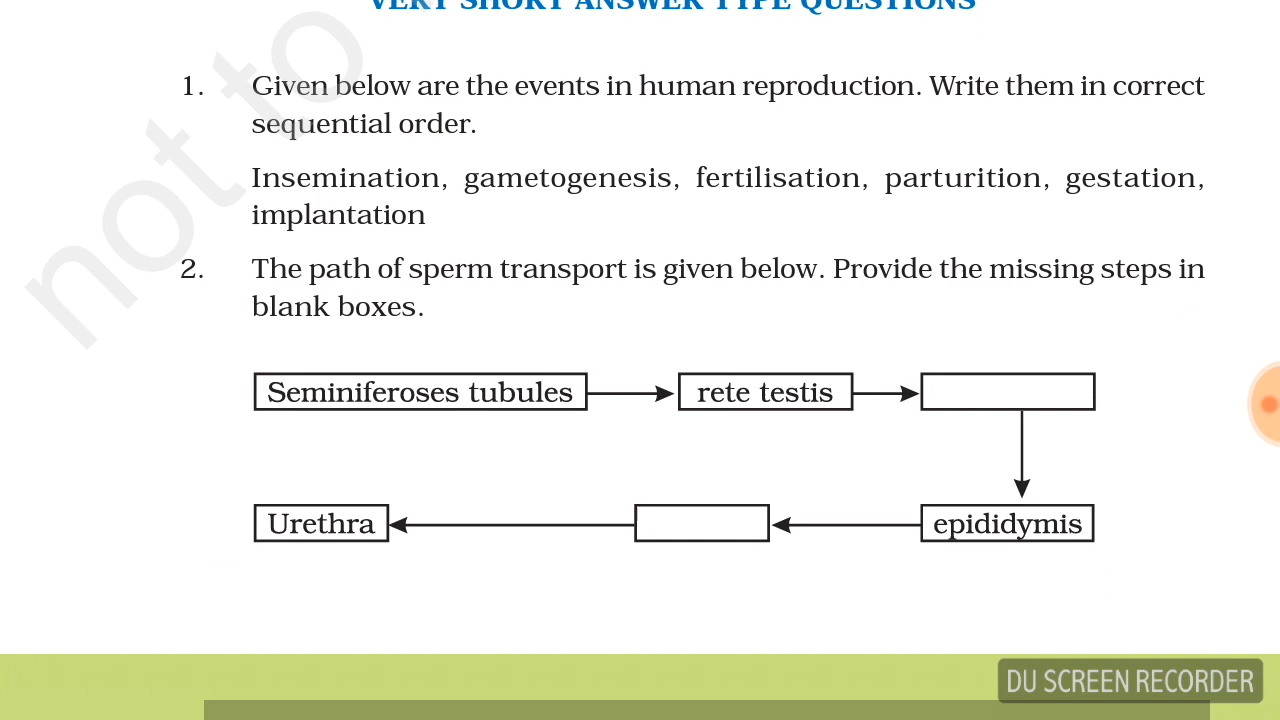 VERY SHORT ANSWER TYPE QUESTIONS
1. Given below are the events in human reproduction. Write them in correct
sequential order.
Insemination, gametogenesis, fertilisation, parturition, gestation,
implantation
2. The path of sperm transport is given below. Provide the missing steps in
blank boxes.
Seminiferoses tubules rete testis
Urethra epididymis
not to
DU SCREEN RECORDER